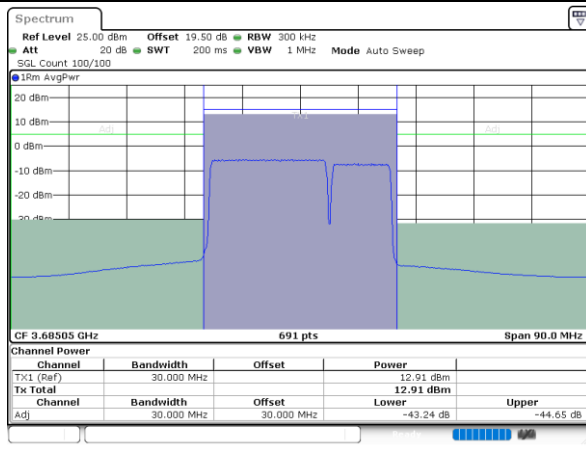 Spectrum
Ref Level 25.00 dBm Offset 19.50 dB RBW 300 kHz
Att 20 dB SWT 200 ms VBW 1 MHz Mode Auto Sweep
SGL Count 100/100
1Rm AvgPwr
20 dBm
TX1
10 dBm
Adj Adj
0 dBm
-10 dBm
-20 dBm
-30 dBm
CF 3.68505 GHz 691 pts Span 90.0 MHz
Channel Power
Channel Bandwidth Offset Power
TX1 (Ref) 30.000 MHz 12.91 dBm
Tx Total 12.91 dBm
Channel Bandwidth Offset Lower Upper
Adj 30.000 MHz 30.000 MHz -43.24 dB -44.65 dB
Ready